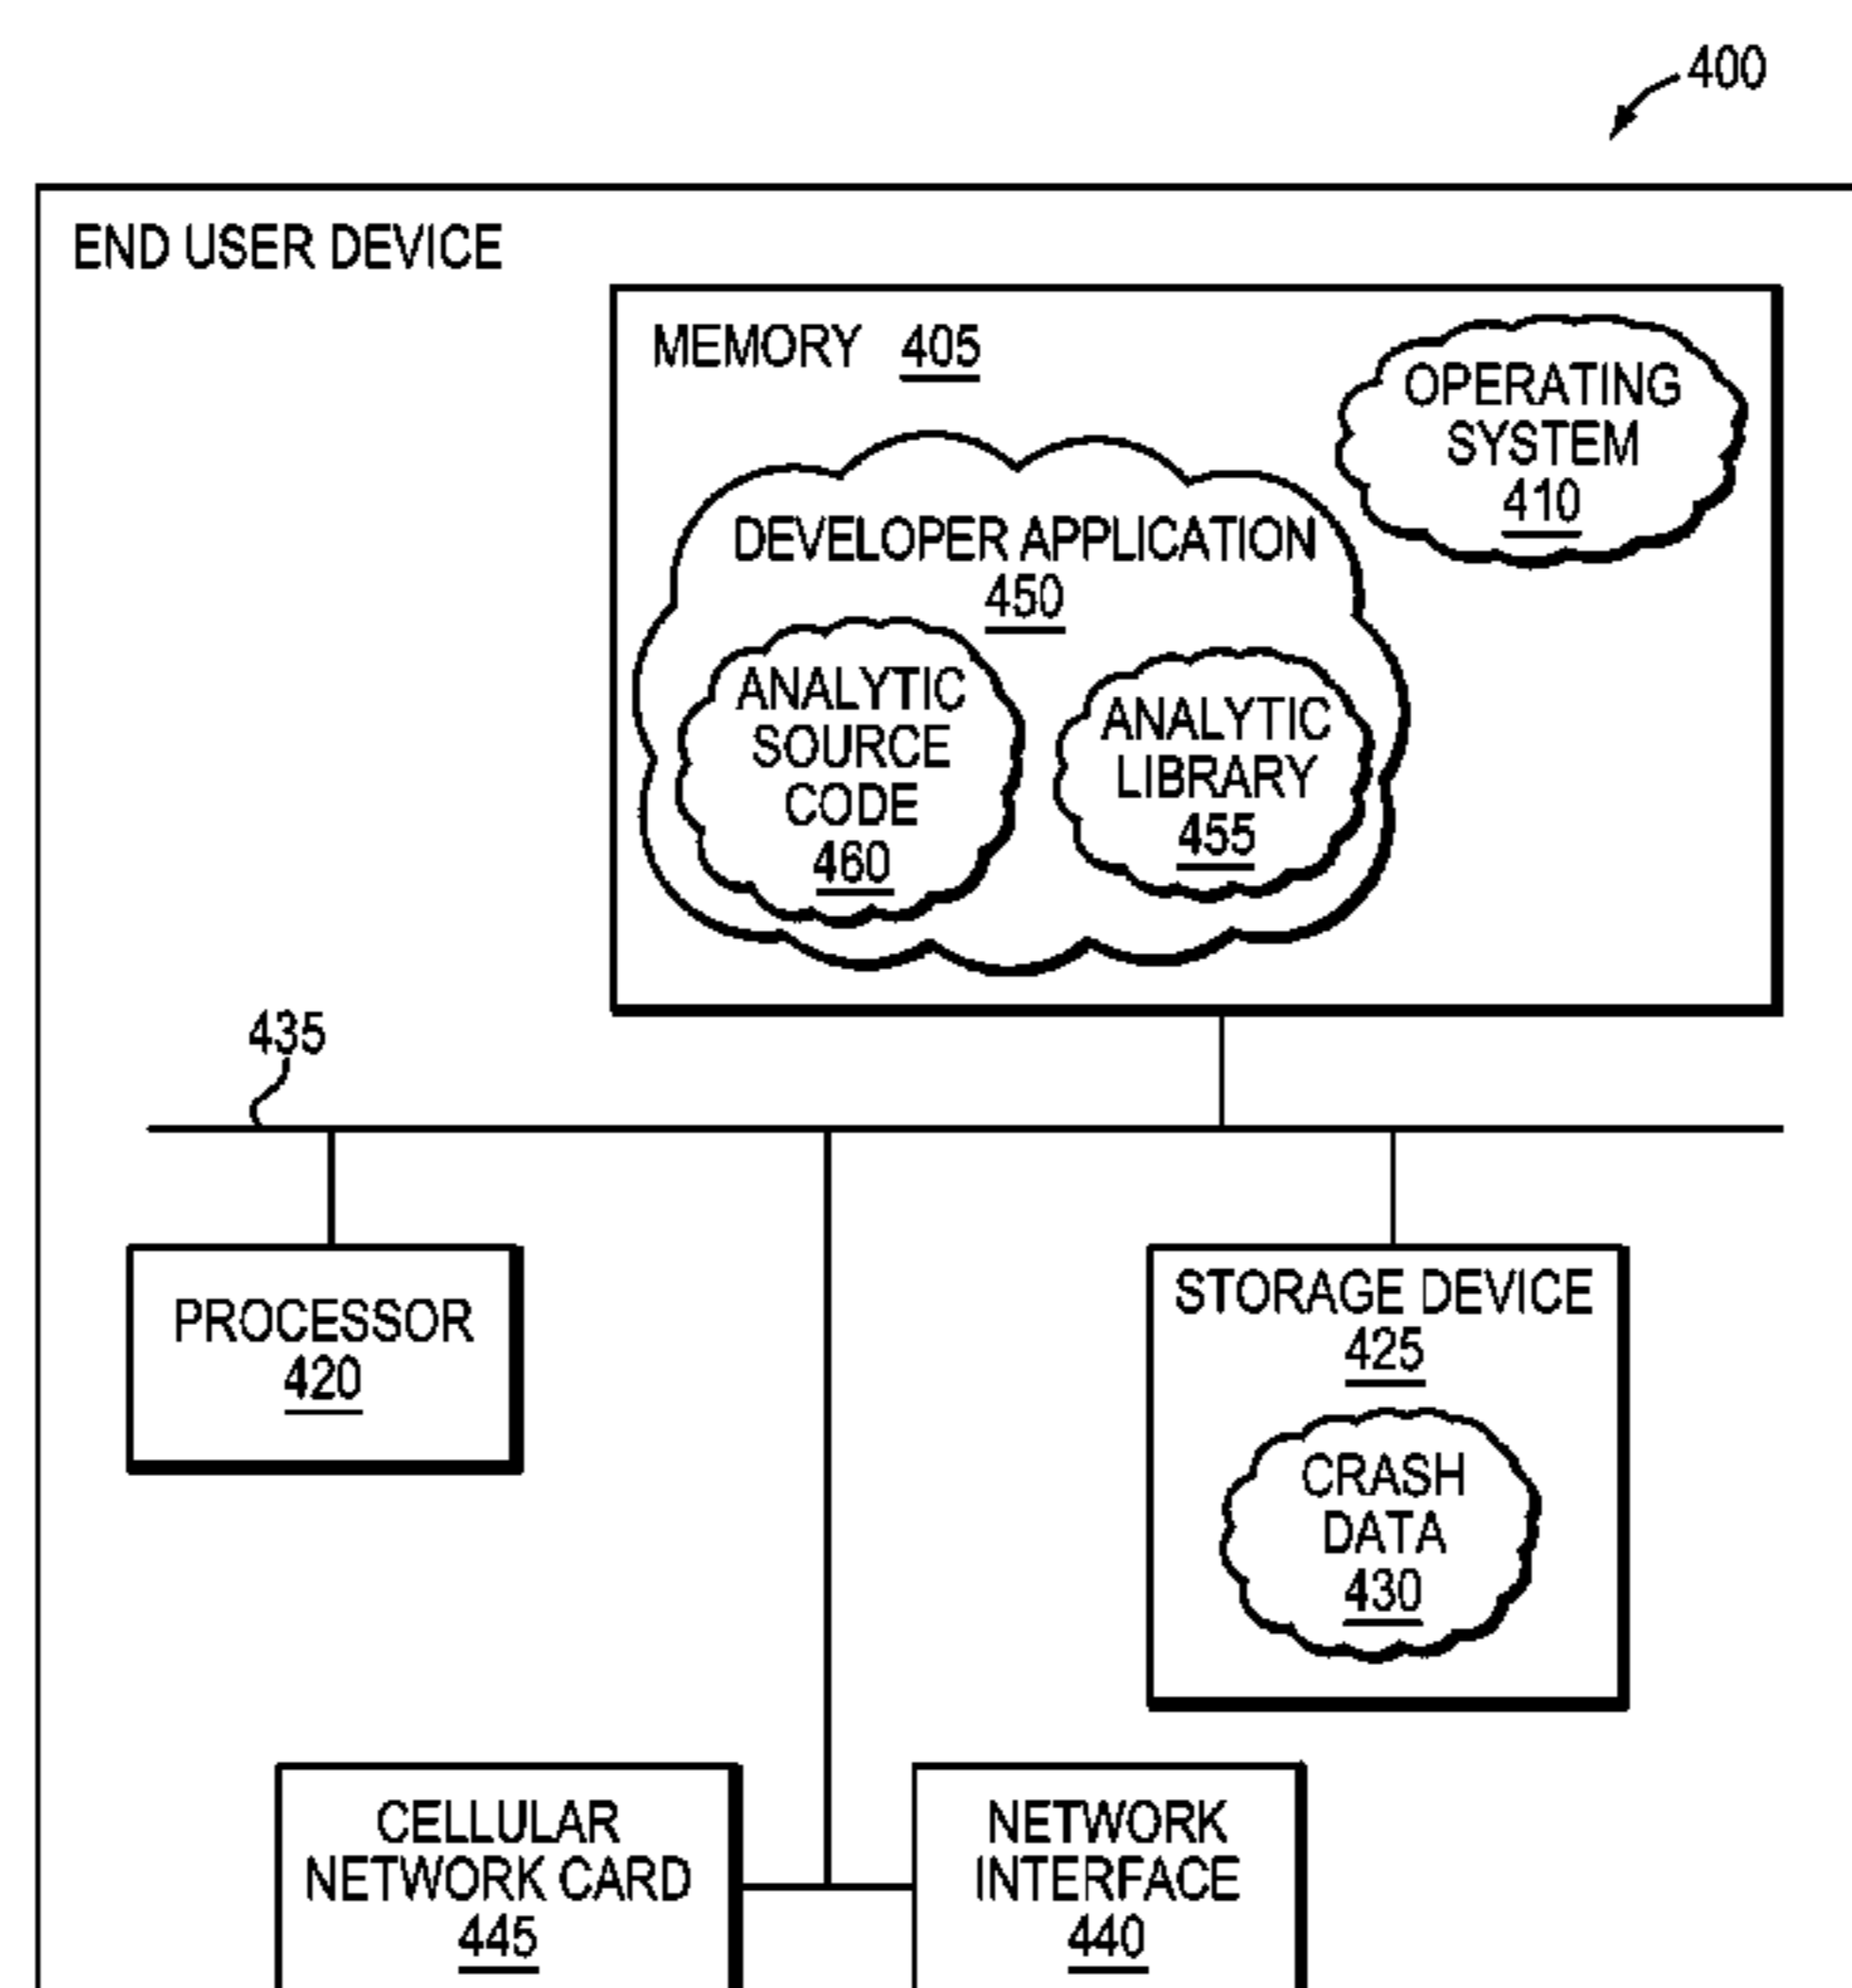 400
END USER DEVICE
MEMORY 405
OPERATING
SYSTEM
410
DEVELOPER APPLICATION
450
ANALYTIC
SOURCE
CODE
460
ANALYTIC
LIBRARY
455
435
PROCESSOR
420
STORAGE DEVICE
425
CRASH
DATA
430
CELLULAR
NETWORK CARD
445
NETWORK
INTERFACE
440